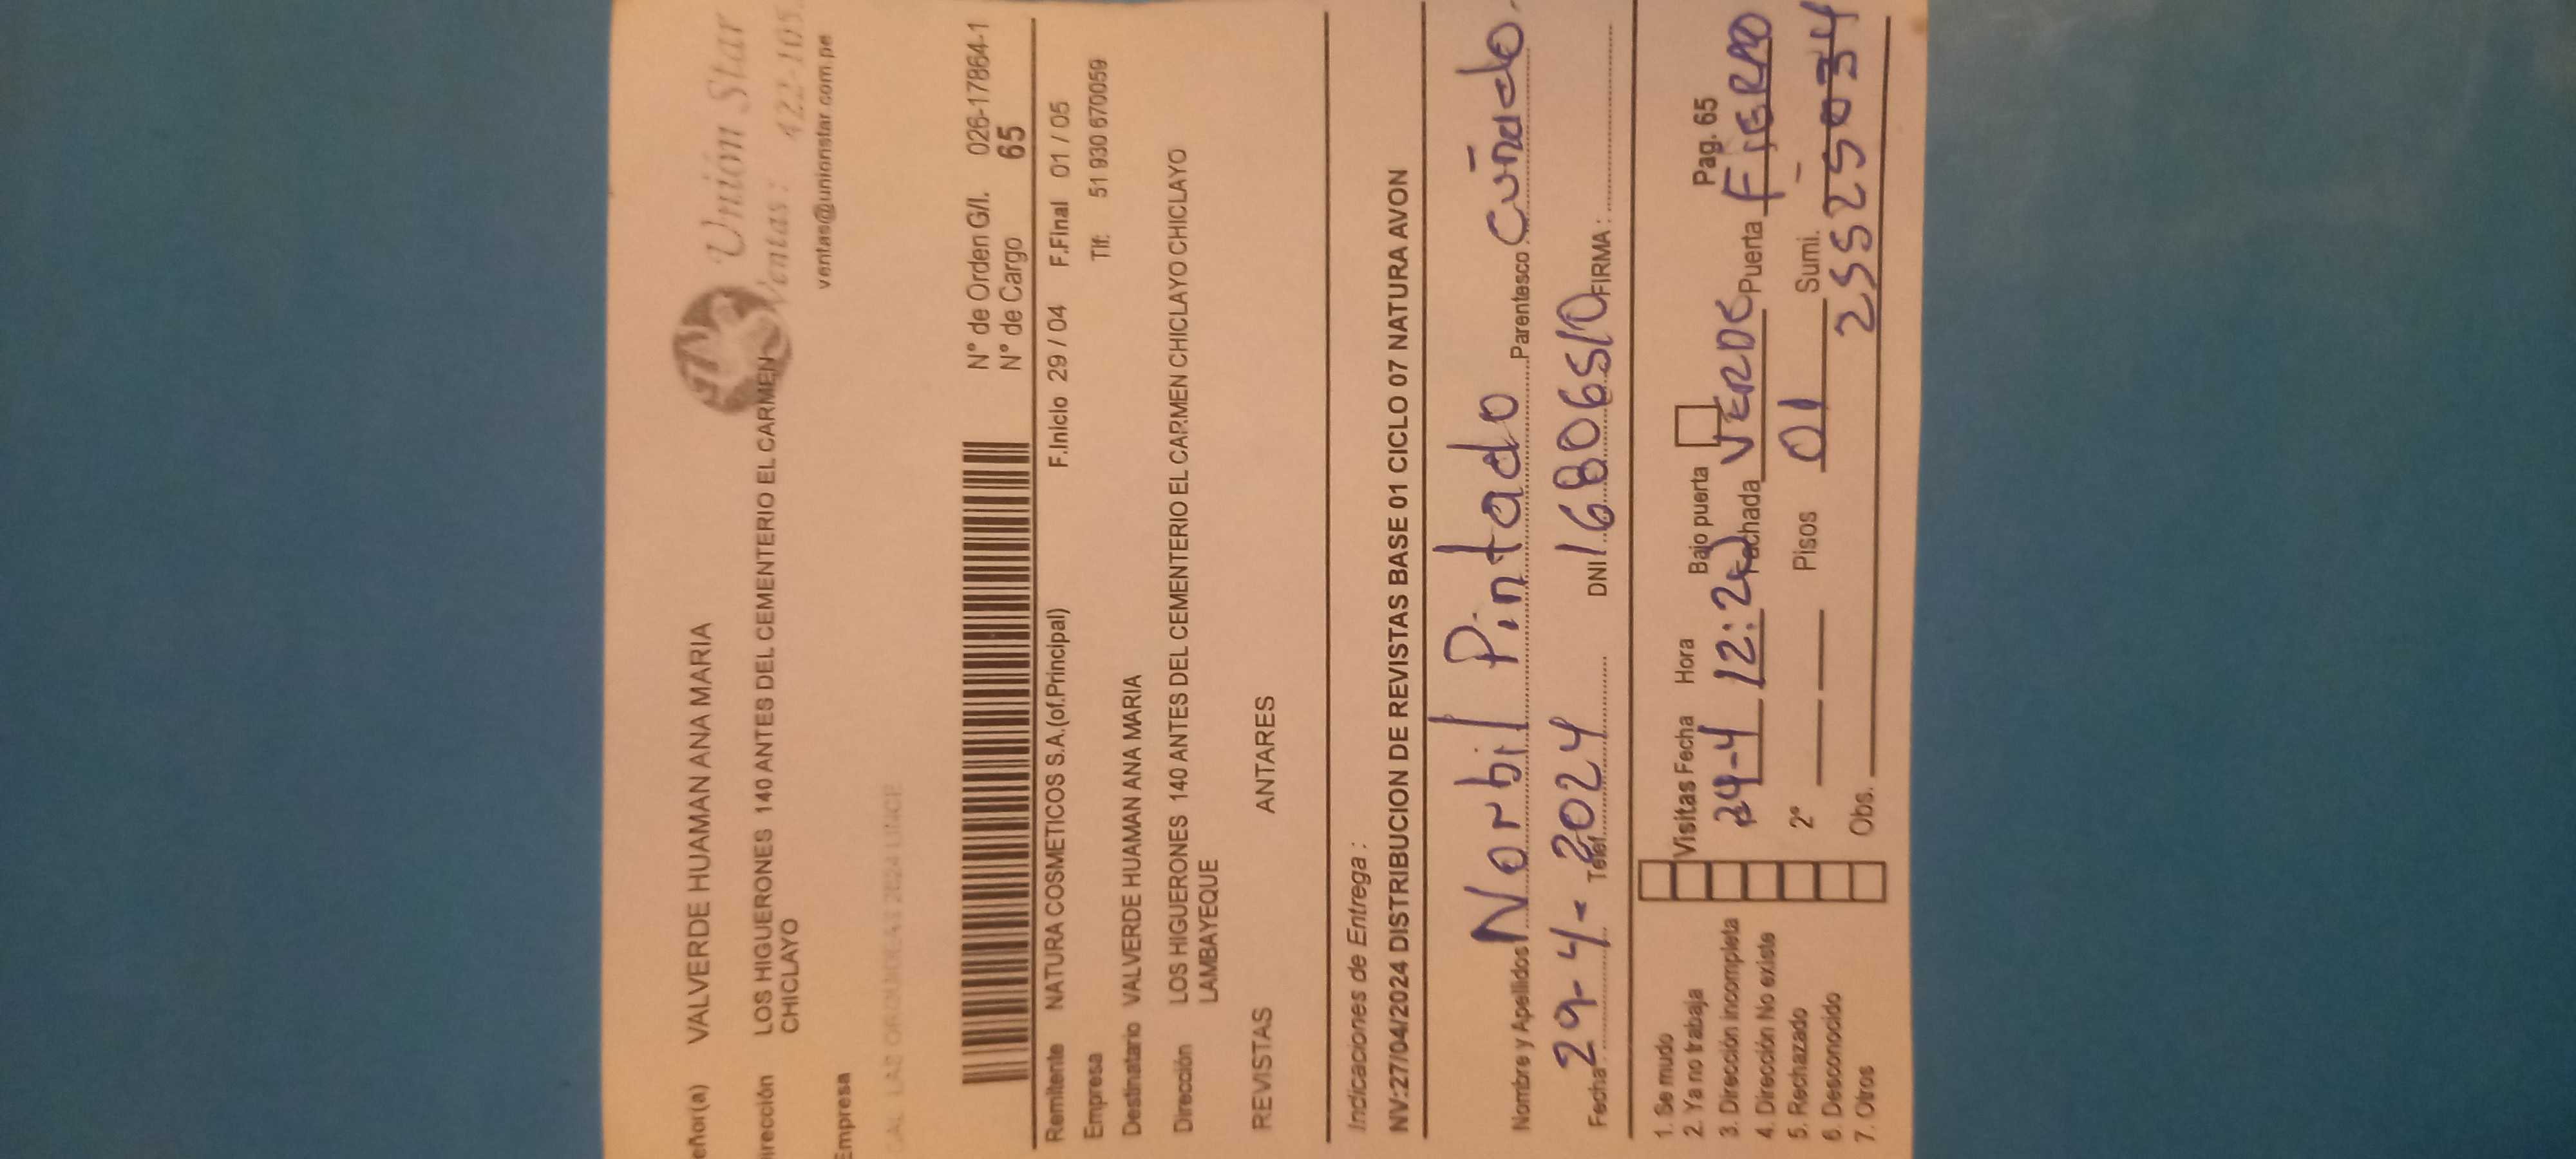 Unión Star
Ventas: 422-105
ventas@unionstar.com.pe
eñor(a) VALVERDE HUAMAN ANA MARIA
irección LOS HIGUERONES 140 ANTES DEL CEMENTERIO EL CARMEN
CHICLAYO
Empresa
N° de Orden G/I. 026-17864-1
N° de Cargo 65
Remitente NATURA COSMETICOS S.A.(of.Principal) F.Inicio 29 / 04 F.Final 01 / 05
Empresa Tlf: 51 930 670059
Destinatario VALVERDE HUAMAN ANA MARIA
Dirección LOS HIGUERONES 140 ANTES DEL CEMENTERIO EL CARMEN CHICLAYO CHICLAYO
LAMBAYEQUE
REVISTAS ANTARES
Indicaciones de Entrega :
NV:27/04/2024 DISTRIBUCION DE REVISTAS BASE 01 CICLO 07 NATURA AVON
Nombre y Apellidos Norbil Pintado Parentesco Cuñado.
Fecha 29-4-2024 Telef. DNI 16806510 FIRMA :
1. Se mudo
2. Ya no trabaja
3. Dirección incompleta
4. Dirección No existe
5. Rechazado
6. Desconocido
7. Otros
Visitas Fecha Hora Bajo puerta Pag. 65
29-4 12:20 Fachada VERDE Puerta FIERRO
2° Pisos 01 Sumi.
Obs. 25525034